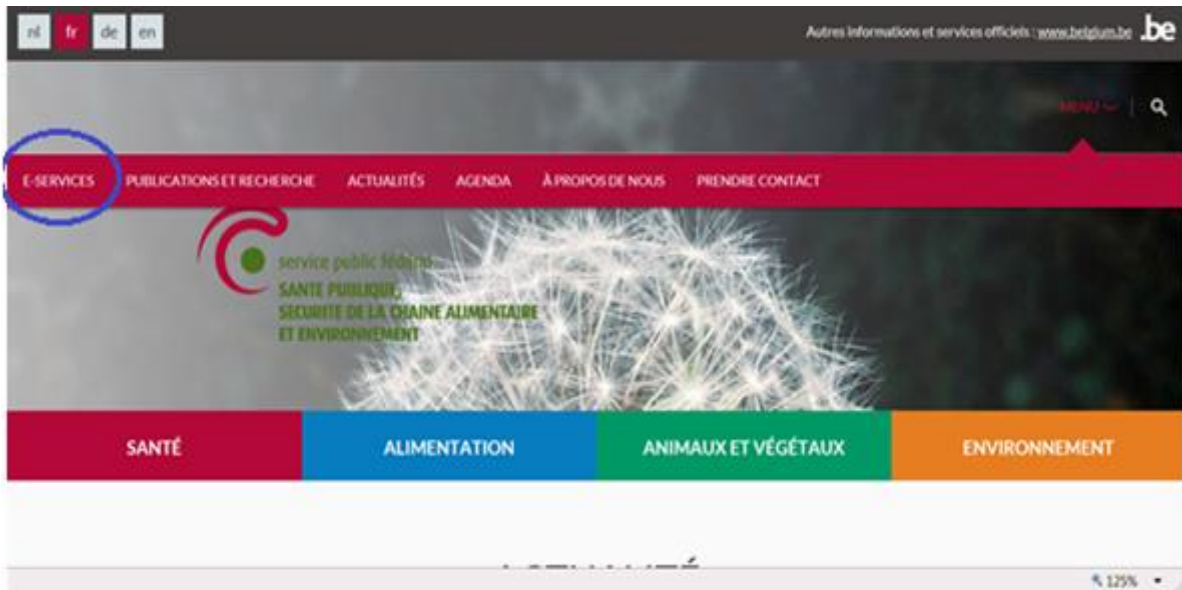 nl fr de en
Autres informations et services officiels : www.belgium.be .be
MENU
E-SERVICES PUBLICATIONS ET RECHERCHE ACTUALITÉS AGENDA À PROPOS DE NOUS PRENDRE CONTACT
service public fédéral
SANTE PUBLIQUE,
SECURITE DE LA CHAINE ALIMENTAIRE
ET ENVIRONNEMENT
SANTÉ ALIMENTATION ANIMAUX ET VÉGÉTAUX ENVIRONNEMENT
125%